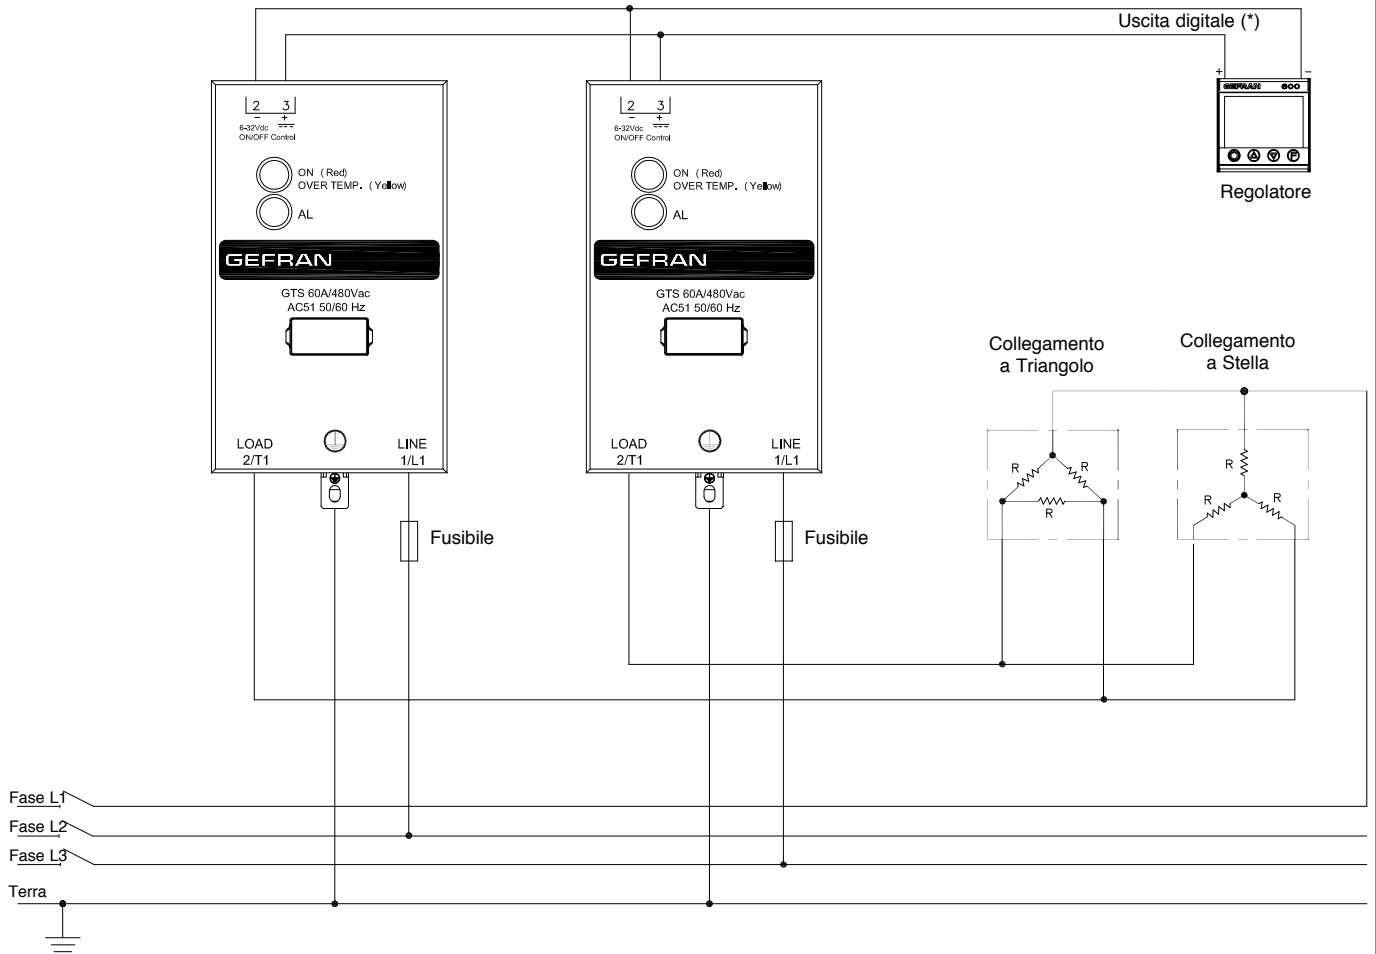 Uscita digitale (*)
+ −
GEFRAN 600
F
Regolatore
2 3
− +
6-32Vdc
ON/OFF Control
ON (Red)
OVER TEMP. (Yellow)
AL
GEFRAN
GTS 60A/480Vac
AC51 50/60 Hz
LOAD
2/T1
LINE
1/L1
Fusibile
2 3
− +
6-32Vdc
ON/OFF Control
ON (Red)
OVER TEMP. (Yellow)
AL
GEFRAN
GTS 60A/480Vac
AC51 50/60 Hz
LOAD
2/T1
LINE
1/L1
Fusibile
Collegamento
a Triangolo
R R
R
Collegamento
a Stella
R
R R
Fase L1
Fase L2
Fase L3
Terra